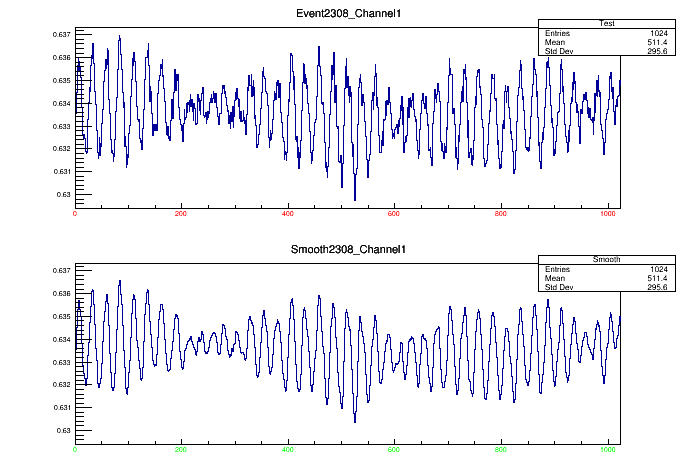 Event2308_Channel1
Test
Entries 1024
Mean 511.4
Std Dev 295.6
0.637
0.636
0.635
0.634
0.633
0.632
0.631
0.63
0 200 400 600 800 1000
Smooth2308_Channel1
Smooth
Entries 1024
Mean 511.4
Std Dev 295.6
0.637
0.636
0.635
0.634
0.633
0.632
0.631
0.63
0 200 400 600 800 1000